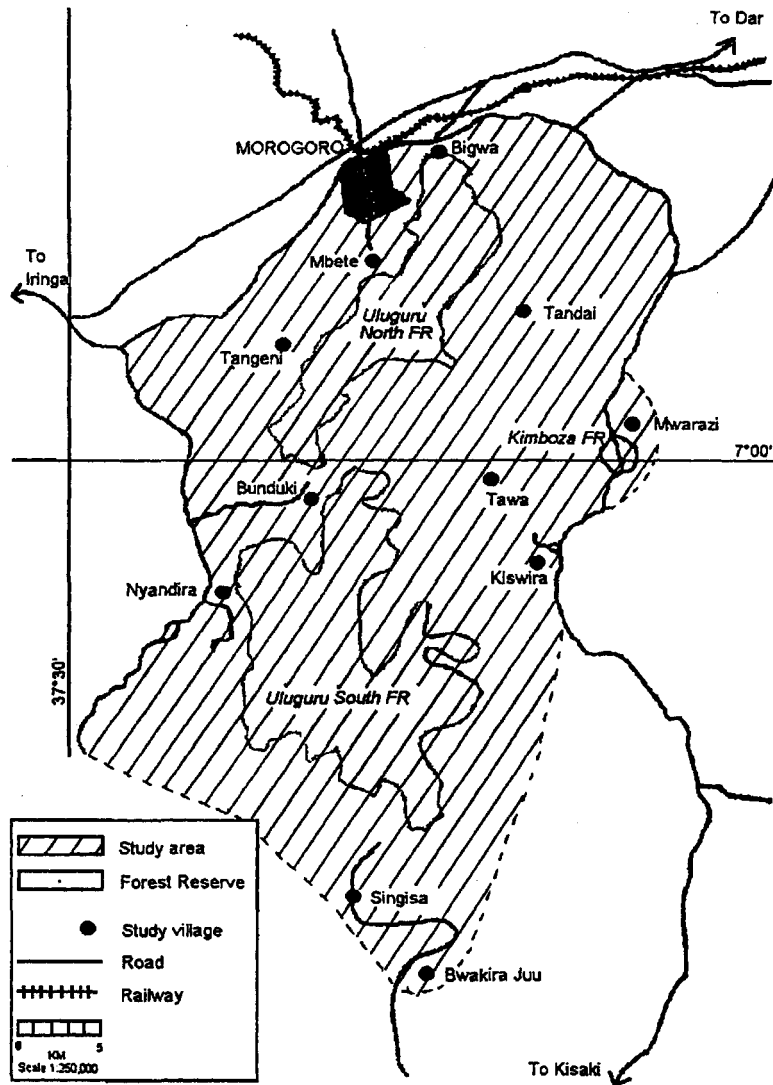 To Dar
MOROGORO
Bigwa
To
Iringa
Mbete
Uluguru
North FR
Tandai
Tangeni
Mwarazi
Kimboza FR
7°00'
Bunduki
Tawa
Kiswira
Nyandira
37°30'
Uluguru South FR
Study area
Forest Reserve
Study village
Road
Railway
0 5
KM
Scale 1:250,000
Singisa
Bwakira Juu
To Kisaki